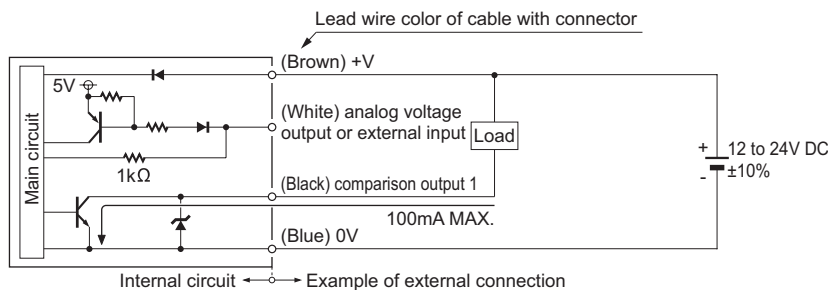 Lead wire color of cable with connector
(Brown) +V
5V
(White) analog voltage
output or external input
Load
Main circuit
1kΩ
+ 12 to 24V DC
- ±10%
(Black) comparison output 1
100mA MAX.
(Blue) 0V
Internal circuit
Example of external connection